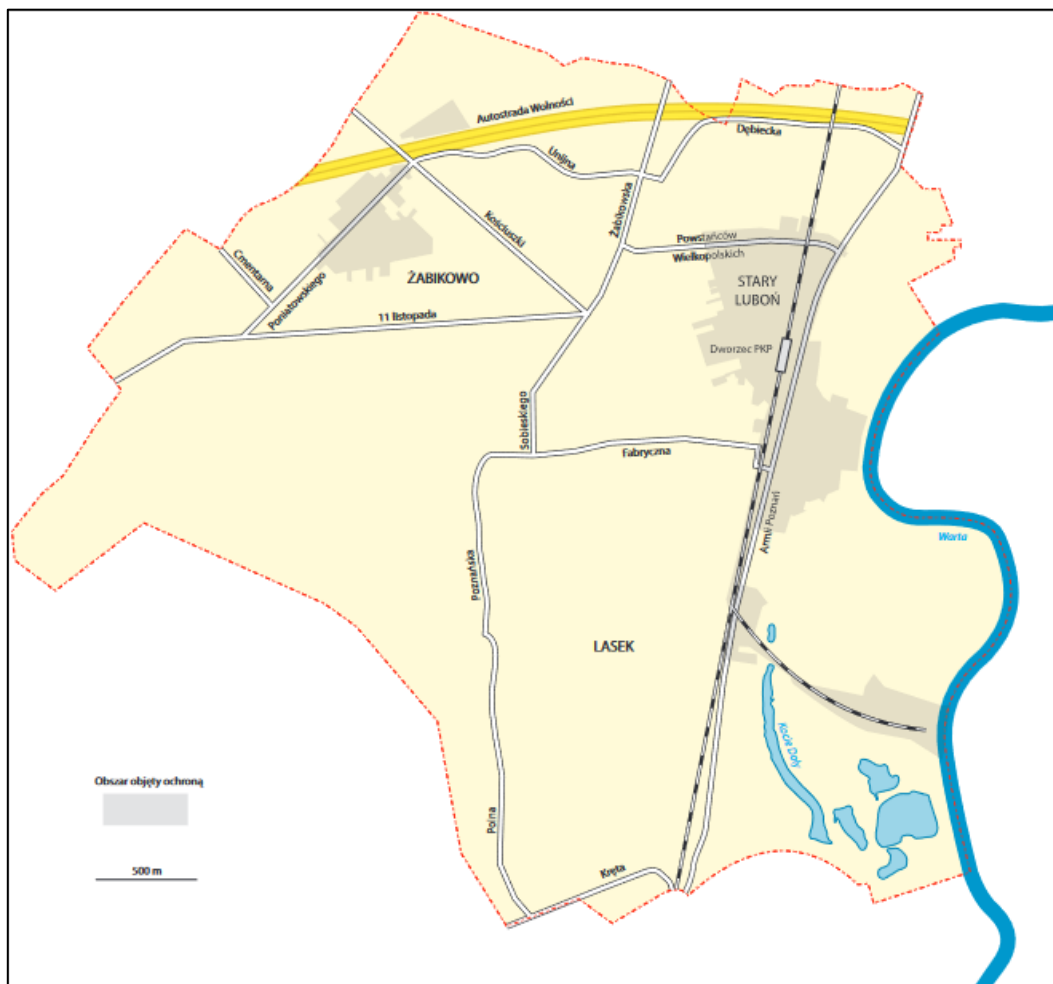 Autostrada Wolności
Dębiecka
Unijna
Żabikowska
Kościuszki
Powstańców
Wielkopolskich
Cmentarna
Poniatowskiego
ŻABIKOWO
STARY
LUBOŃ
11 listopada
Dworzec PKP
Sobieskiego
Fabryczna
Armii Poznań
Warta
Poznańska
LASEK
Kocie Doły
Obszar objęty ochroną
Polna
500 m
Kręta